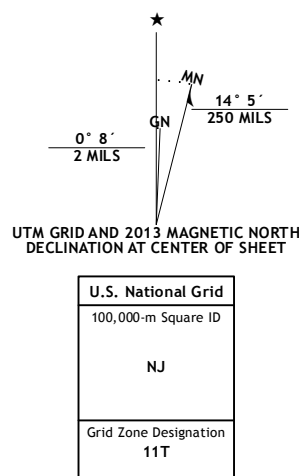 MN
GN
14° 5´
250 MILS
0° 8´
2 MILS
UTM GRID AND 2013 MAGNETIC NORTH
DECLINATION AT CENTER OF SHEET
U.S. National Grid
100,000-m Square ID
NJ
Grid Zone Designation
11T